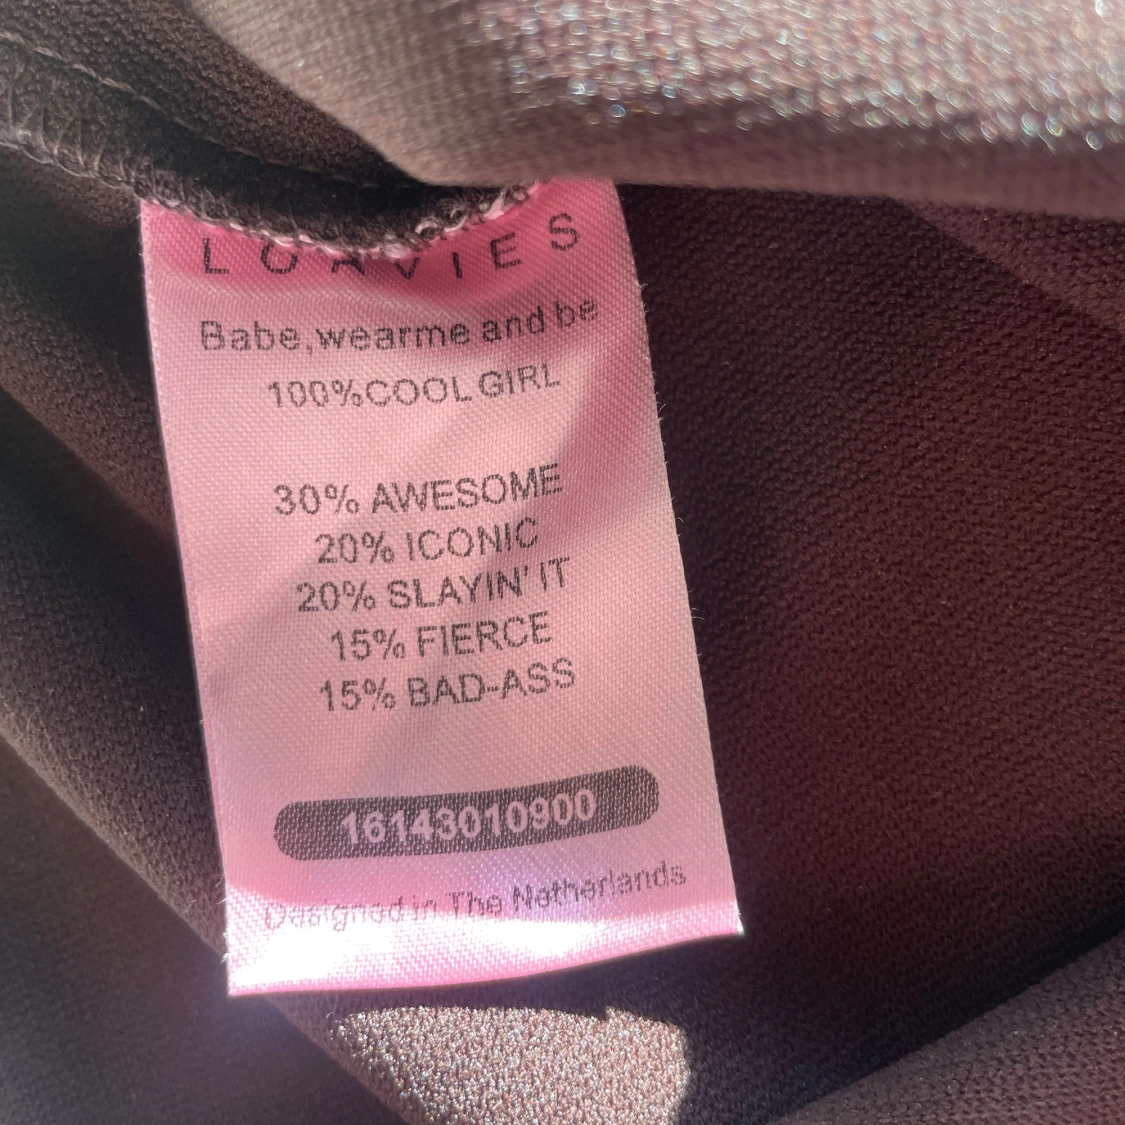 LOAVIES
Babe, wearme and be
100%COOL GIRL
30% AWESOME
20% ICONIC
20% SLAYIN' IT
15% FIERCE
15% BAD-ASS
16143010900
Designed in The Netherlands